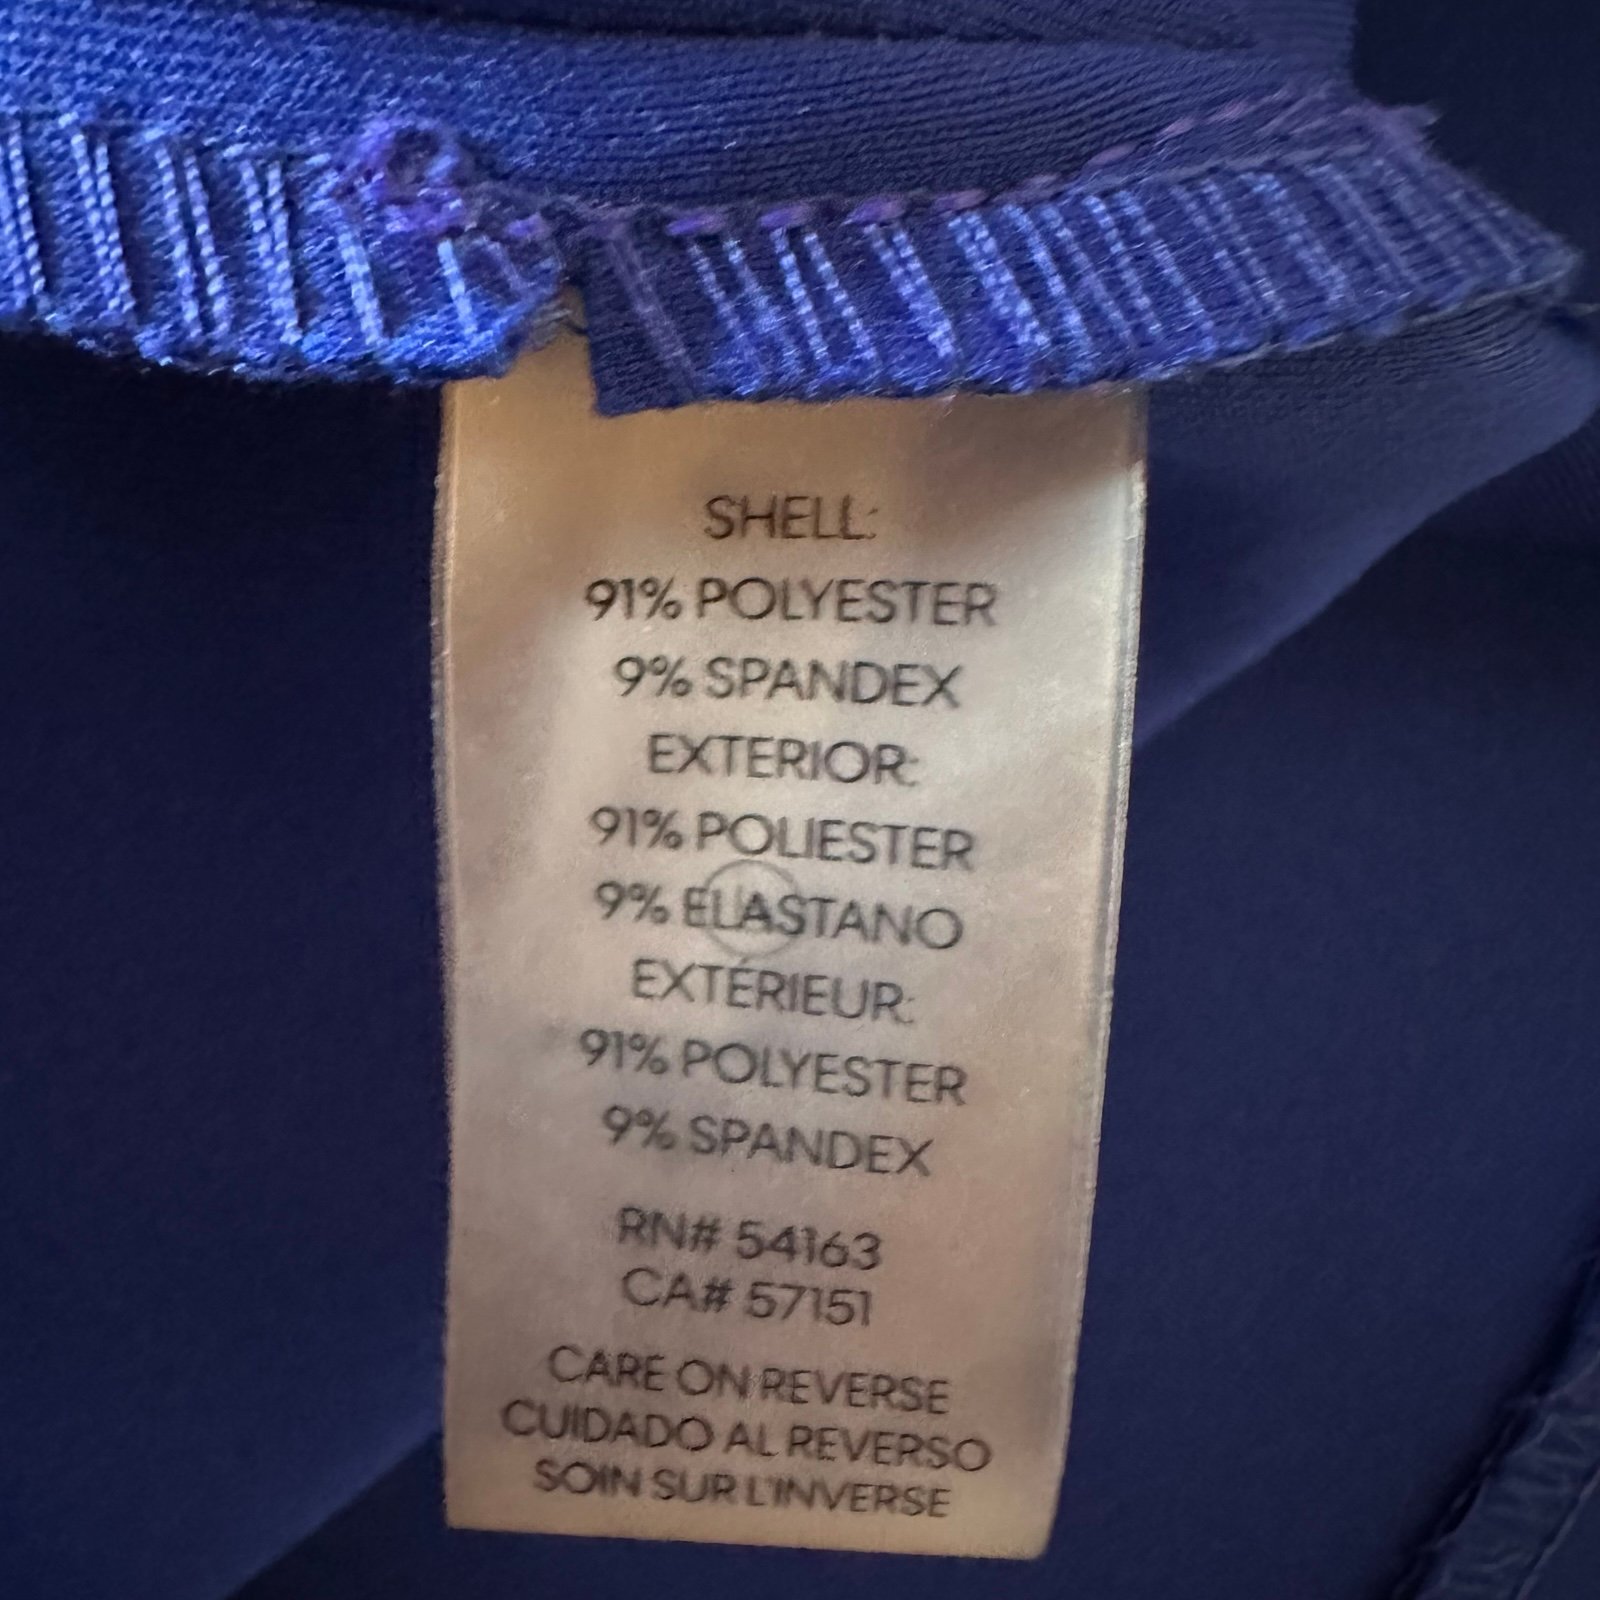 SHELL:
91% POLYESTER
9% SPANDEX
EXTERIOR:
91% POLIESTER
9% ELASTANO
EXTÉRIEUR:
91% POLYESTER
9% SPANDEX
RN# 54163
CA# 57151
CARE ON REVERSE
CUIDADO AL REVERSO
SOIN SUR L'INVERSE